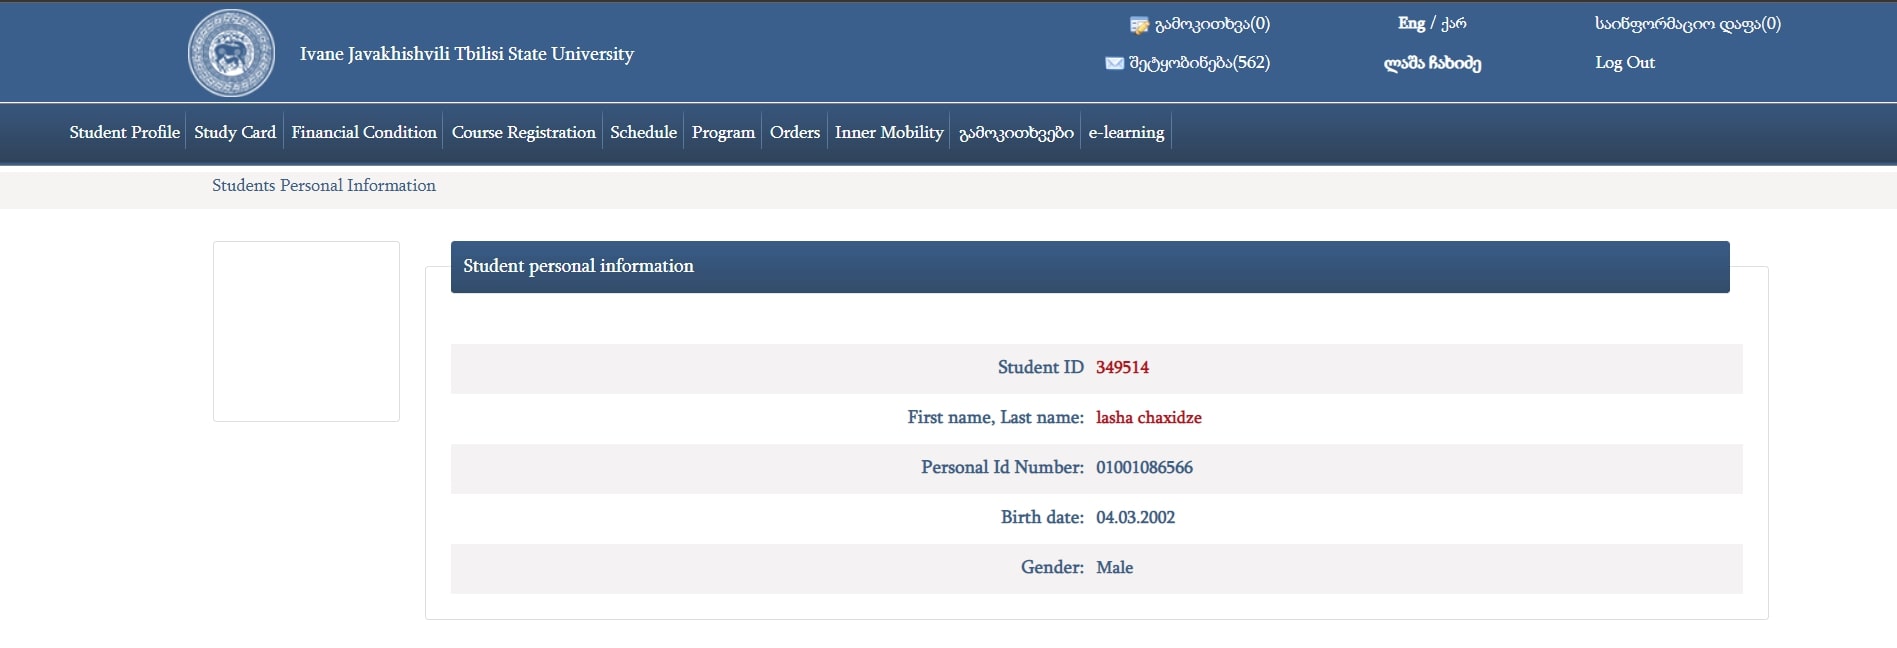 Ivane Javakhishvili Tbilisi State University
გამოკითხვა(0)
Eng / ქარ
საინფორმაციო დაფა(0)
შეტყობინება(562)
ლაშა ჩახიძე
Log Out
Student Profile Study Card Financial Condition Course Registration Schedule Program Orders Inner Mobility გამოკითხვები e-learning
Students Personal Information
Student personal information
Student ID 349514
First name, Last name: lasha chaxidze
Personal Id Number: 01001086566
Birth date: 04.03.2002
Gender: Male